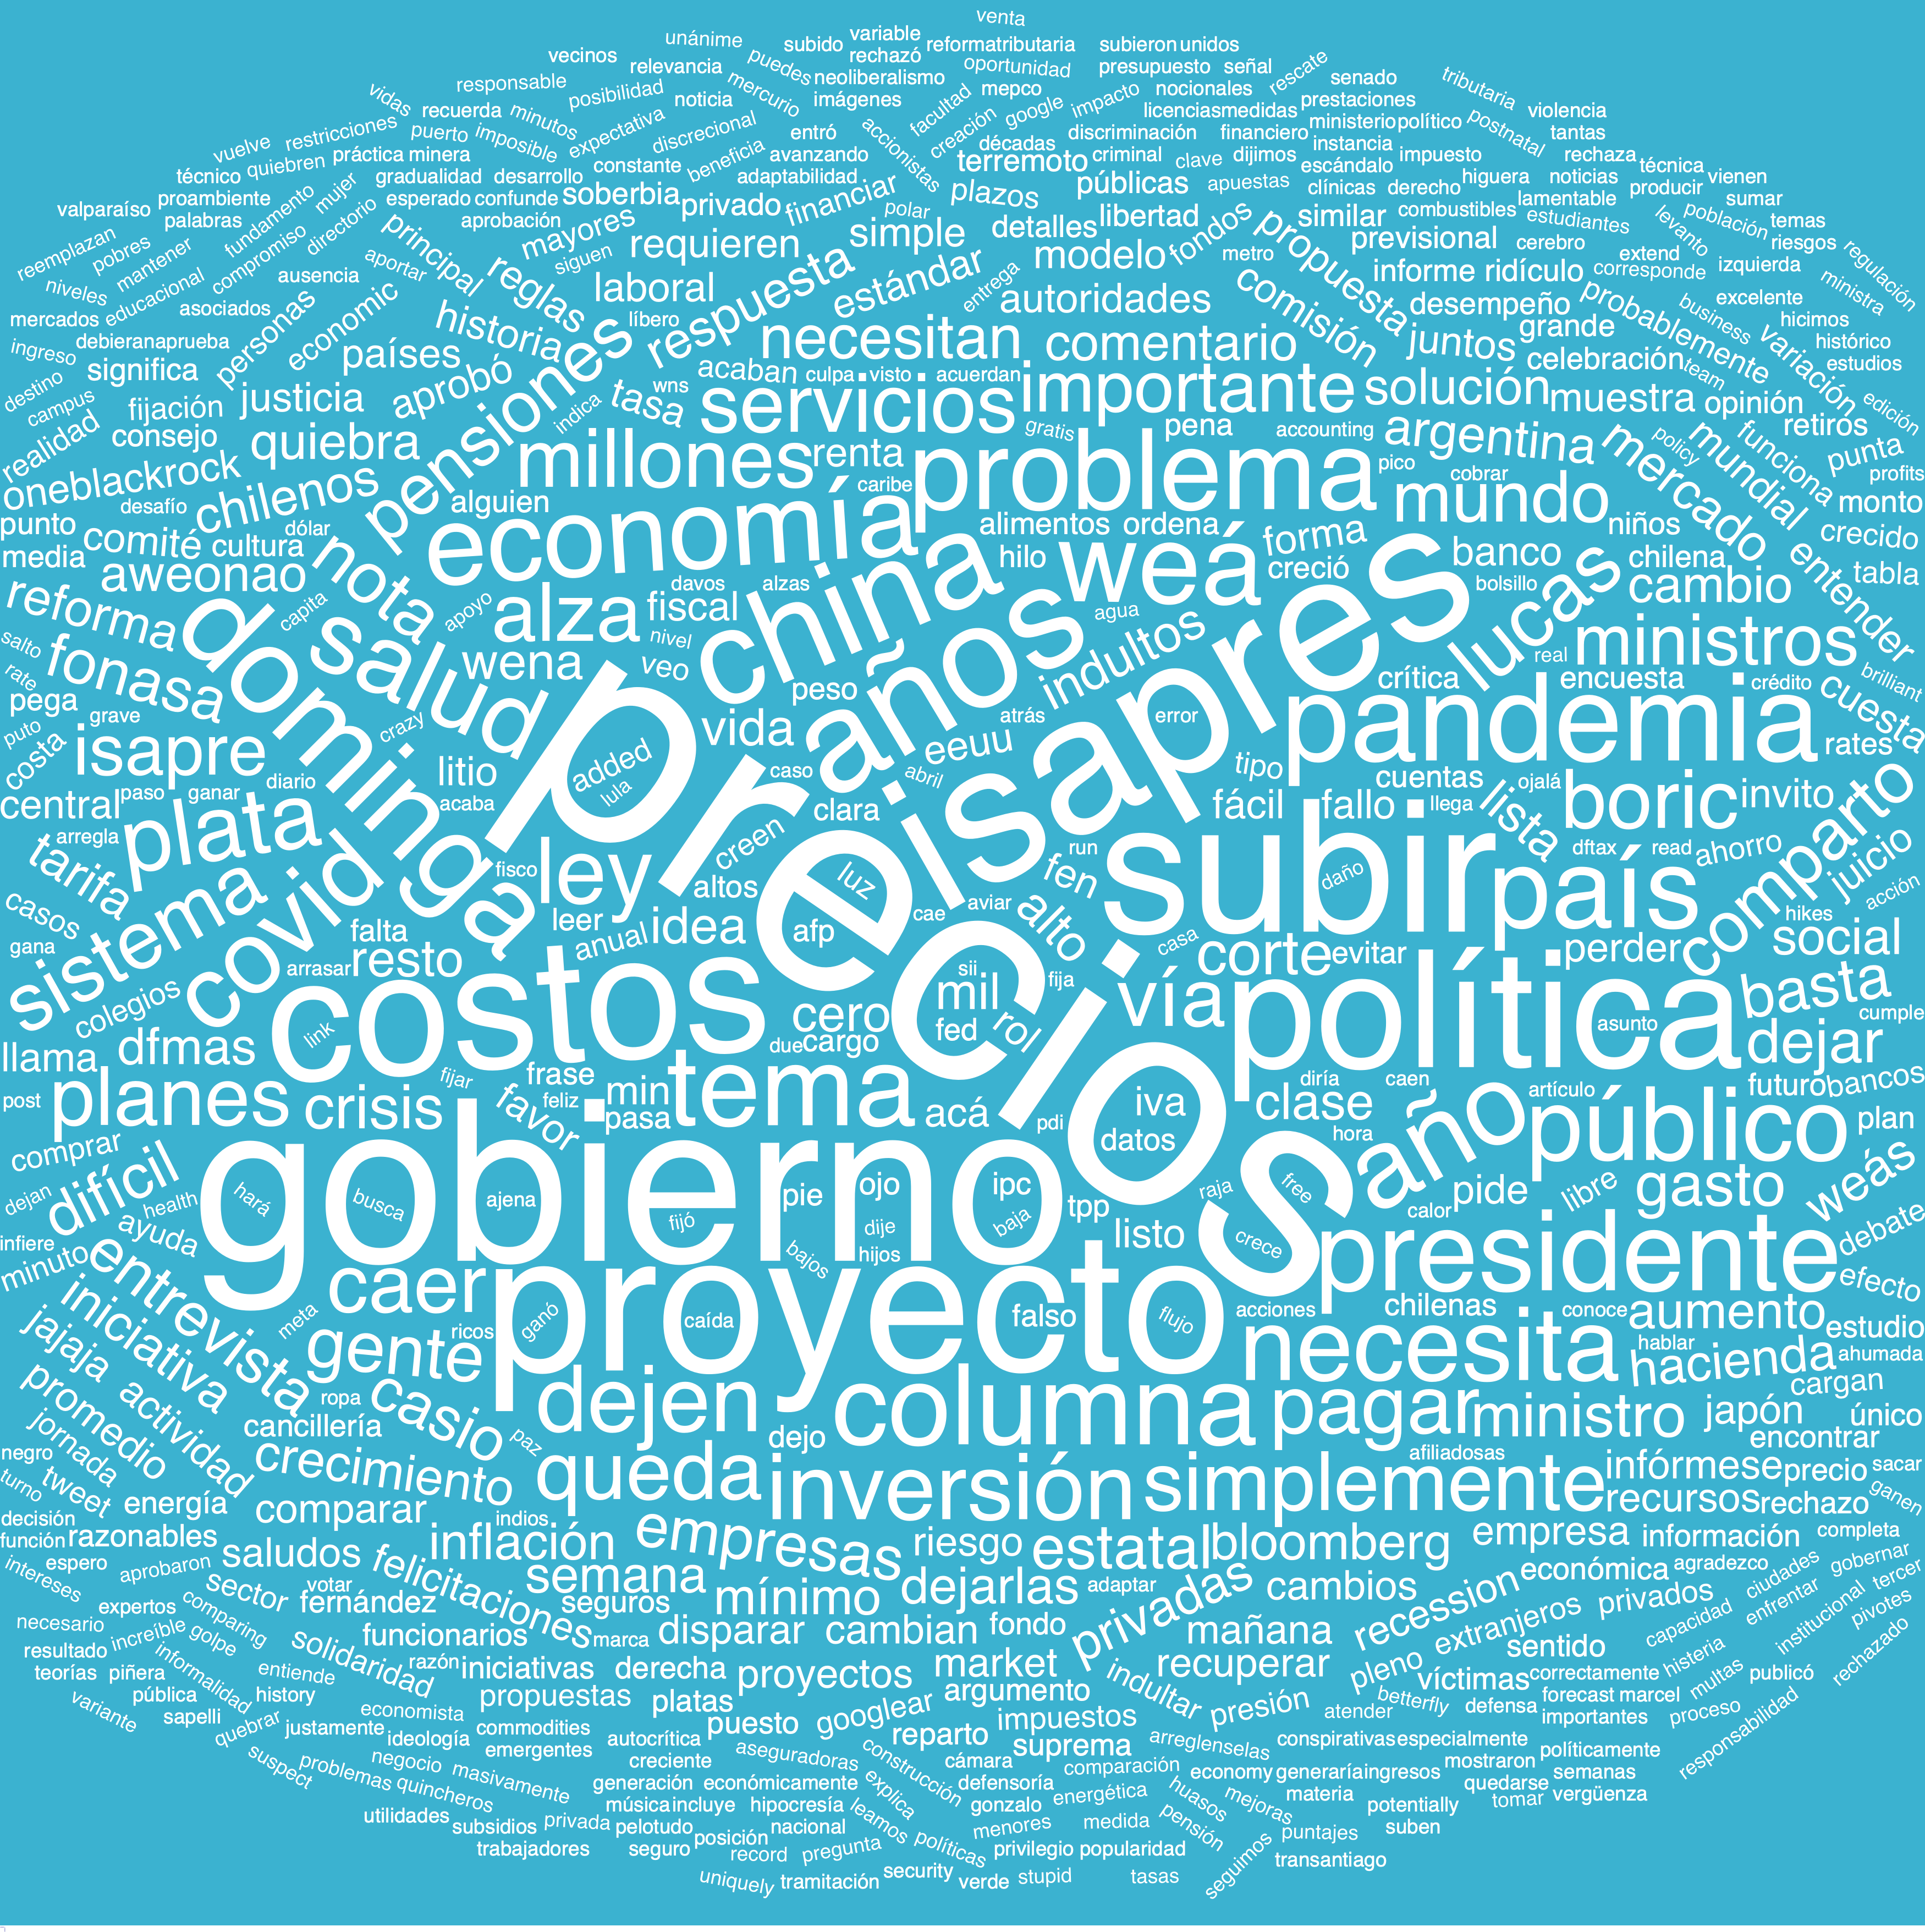 venta
unánime
subido
variable
reformatributaria
subieron
unidos
vecinos
relevancia
puedes
rechazó
oportunidad
presupuesto
señal
rescate
senado
tributaria
responsable
posibilidad
mercurio
neoliberalismo
mepco
nocionales
prestaciones
violencia
vidas
recuerda
minutos
noticia
imágenes
facultad
google
impacto
licencias
medidas
ministerio
político
postnatal
tantas
vuelve
restricciones
puerto
imposible
expectativa
discrecional
entró
accionistas
creación
décadas
discriminación
financiero
instancia
rechaza
quiebren
práctica
minera
constante
beneficia
avanzando
terremoto
criminal
clave
dijimos
escándalo
impuesto
técnica
técnico
gradualidad
desarrollo
adaptabilidad
públicas
apuestas
clínicas
derecho
higuera
noticias
producir
vienen
proambiente
fundamento
mujer
esperado
confunde
soberbia
privado
financiar
polar
plazos
libertad
similar
combustibles
estudiantes
lamentable
sumar
valparaíso
palabras
directorio
aprobación
mayores
simple
detalles
fondos
propuesta
previsional
cerebro
levanto
población
temas
reemplazan
pobres
mantener
compromiso
principal
siguen
requieren
modelo
metro
informe
ridículo
extend
izquierda
riesgos
regulación
niveles
educacional
ausencia
aportar
reglas
laboral
respuesta
estándar
entrega
autoridades
comisión
desempeño
probablemente
corresponde
business
excelente
ministra
mercados
asociados
personas
economic
historia
líbero
necesitan
comentario
juntos
grande
celebración
team
variación
hicimos
histórico
ingreso
debieran
aprueba
significa
países
aprobó
pensiones
tasa
wns
acaban
culpa
visto
acuerdan
importante
solución
muestra
opinión
estudios
destino
campus
fijación
justicia
indica
servicios
gratis
pena
accounting
argentina
retiros
edición
realidad
consejo
quiebra
millones
renta
problema
pico
cobrar
mercado
policy
mundial
funciona
punta
profits
oneblackrock
desafío
chilenos
alguien
economía
caribe
alimentos
ordena
mundo
niños
monto
punto
comité
cultura
dólar
nota
china
hilo
weá
forma
creció
banco
chilena
entender
crecido
media
aweonao
capita
apoyo
alza
fiscal
davos
alzas
años
agua
isapres
bolsillo
lucas
cambio
tabla
reforma
dominga
salud
nivel
indultos
real
ministros
salto
fonasa
wena
veo
precios
peso
crítica
encuesta
crédito
cuesta
brilliant
rate
pega
grave
crazy
vida
atrás
error
pandemia
puto
costa
isapre
litio
added
lula
caso
eeuu
abril
tipo
cuentas
ojalá
rates
central
paso
ganar
diario
acaba
clara
fácil
fallo
llega
lista
boric
invito
arregla
plata
covid
ley
creen
run
subir
dftax
read
ahorro
comparto
tarifa
sistema
fisco
altos
luz
fen
daño
país
juicio
casos
leer
cae
aviar
alto
hikes
acción
gana
falta
anual
idea
afp
casa
corte
evitar
perder
social
arrasar
resto
costos
sii
mil
fija
vía
política
basta
cumple
colegios
link
cero
fed
rol
asunto
llama
dfmas
due
cargo
dejar
post
planes
crisis
fijar
frase
feliz
favor
min
tema
pasa
acá
pdi
iva
diría
caen
clase
artículo
futuro
bancos
comprar
gobierno
datos
hora
año
público
plan
dejan
difícil
health
hará
busca
ajena
fijó
pie
ojo
ipc
baja
tpp
raja
free
calor
pide
libre
gasto
weás
infiere
ayuda
dije
hijos
bajos
listo
crece
presidente
debate
minuto
entrevista
caer
proyecto
efecto
iniciativa
meta
ricos
ganó
caída
falso
flujo
acciones
chilenas
conoce
aumento
estudio
jajaja
gente
necesita
hablar
hacienda
ahumada
promedio
actividad
ropa
casio
dejen
columna
pagar
ministro
japón
cargan
único
jornada
cancillería
paz
dejo
encontrar
negro
crecimiento
queda
inversión
afiliadosas
simplemente
infórmese
precio
sacar
turno
tweet
energía
comparar
recursos
rechazo
ganen
decisión
indios
función
razonables
saludos
inflación
empresas
riesgo
estatal
bloomberg
empresa
información
completa
intereses
espero
aprobaron
felicitaciones
semana
económica
agradezco
gobernar
sector
votar
fernández
seguros
mínimo
dejarlas
adaptar
privadas
cambios
recession
privados
ciudades
tercer
expertos
comparing
necesario
increíble
golpe
solidaridad
funcionarios
marca
disparar
cambian
fondo
mañana
extranjeros
capacidad
enfrentar
institucional
pivotes
resultado
informalidad
entiende
razón
iniciativas
derecha
proyectos
market
recuperar
pleno
sentido
correctamente
histeria
publicó
rechazado
teorías
piñera
pública
history
propuestas
platas
argumento
indultar
presión
víctimas
forecast
marcel
multas
variante
sapelli
quebrar
economista
puesto
googlear
impuestos
atender
betterfly
defensa
importantes
proceso
responsabilidad
justamente
ideología
commodities
autocrítica
reparto
suprema
arreglenselas
conspirativas
especialmente
políticamente
suspect
problemas
negocio
emergentes
creciente
aseguradoras
construcción
cámara
comparación
economy
generaría
ingresos
mostraron
semanas
quincheros
masivamente
generación
económicamente
explica
defensoría
energética
huasos
mejoras
materia
quedarse
tomar
vergüenza
utilidades
subsidios
privada
música
incluye
hipocresía
leamos
gonzalo
menores
medida
pensión
potentially
suben
pelotudo
posición
nacional
políticas
privilegio
popularidad
puntajes
trabajadores
seguro
record
pregunta
seguimos
transantiago
uniquely
tramitación
security
verde
stupid
tasas